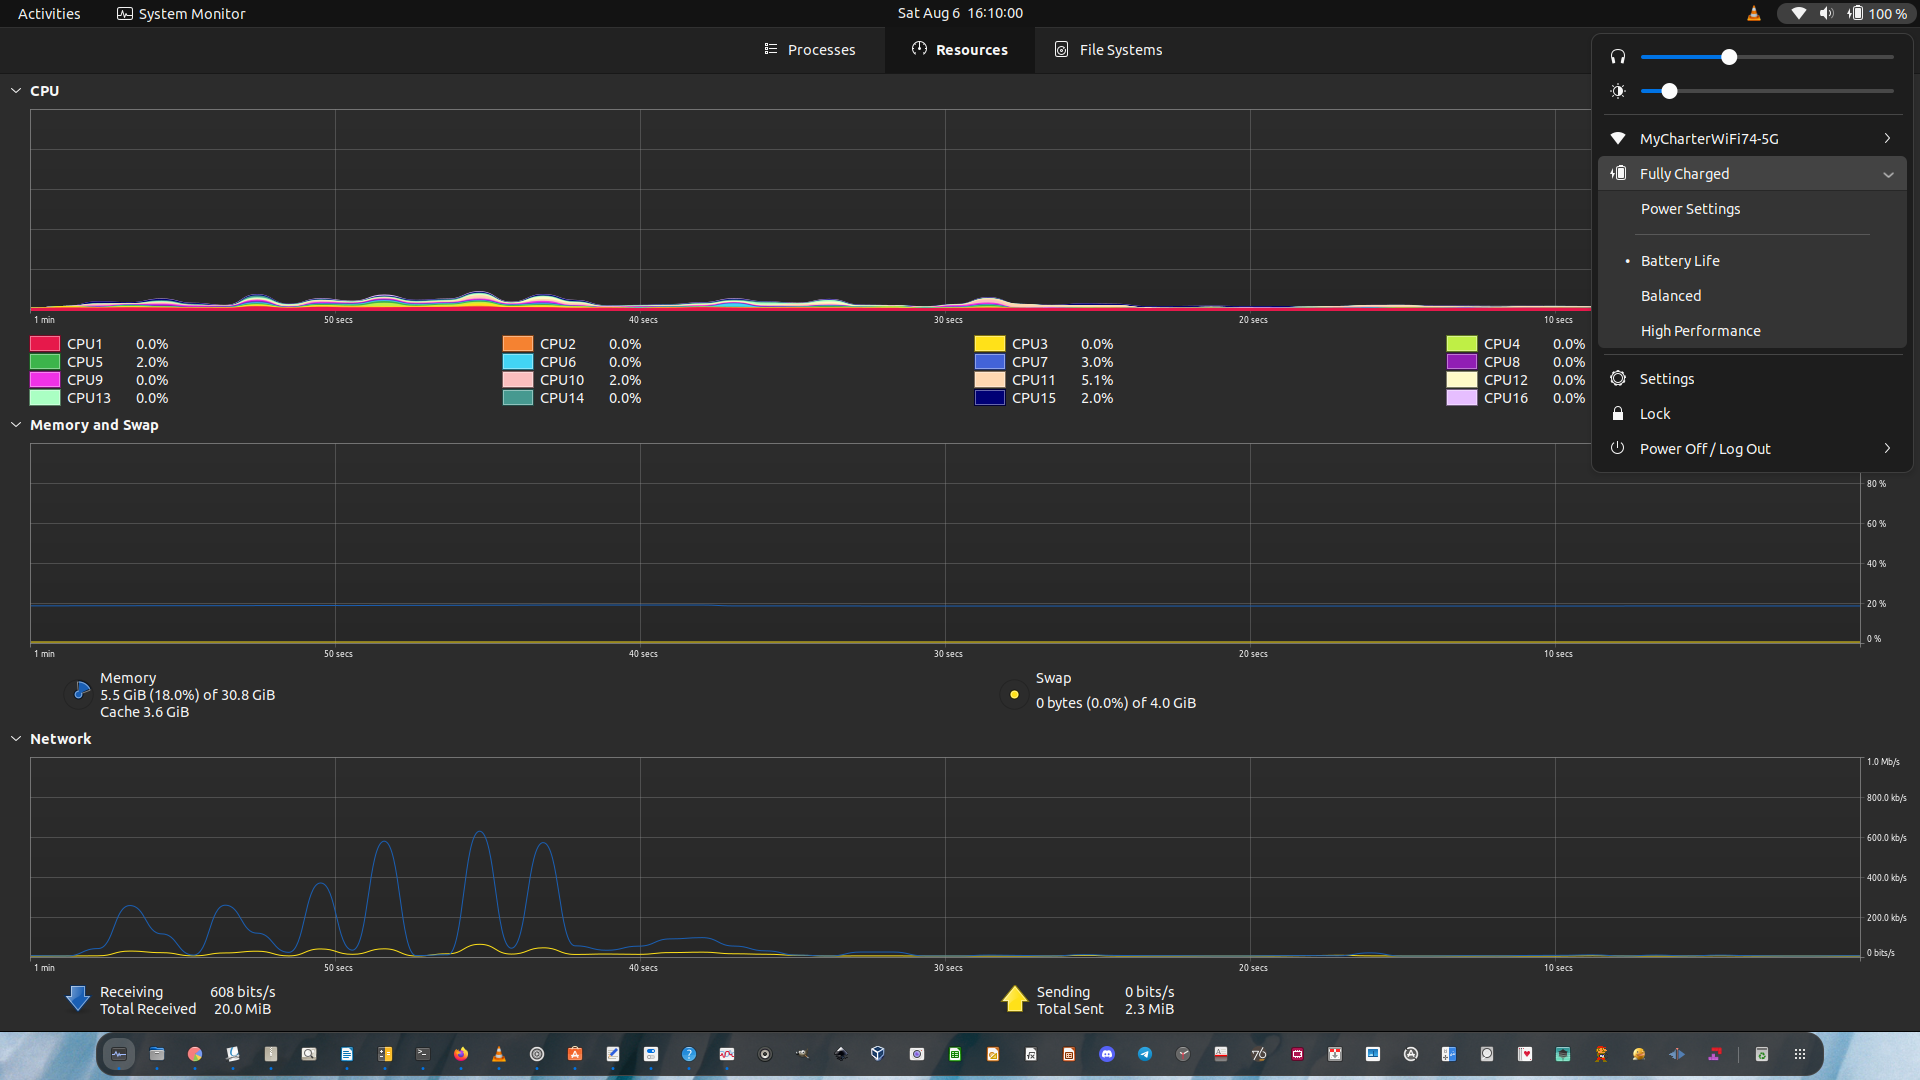 Activities
System Monitor
Sat Aug 6 16:10:00
100 %
Processes
Resources
File Systems
CPU
1 min
50 secs
40 secs
30 secs
20 secs
10 secs
CPU1 0.0%
CPU2 0.0%
CPU3 0.0%
CPU4 0.0%
CPU5 2.0%
CPU6 0.0%
CPU7 3.0%
CPU8 0.0%
CPU9 0.0%
CPU10 2.0%
CPU11 5.1%
CPU12 0.0%
CPU13 0.0%
CPU14 0.0%
CPU15 2.0%
CPU16 0.0%
MyCharterWiFi74-5G
Fully Charged
Power Settings
Battery Life
Balanced
High Performance
Settings
Lock
Power Off / Log Out
Memory and Swap
80 %
60 %
40 %
20 %
0 %
1 min
50 secs
40 secs
30 secs
20 secs
10 secs
Memory
5.5 GiB (18.0%) of 30.8 GiB
Cache 3.6 GiB
Swap
0 bytes (0.0%) of 4.0 GiB
Network
1.0 Mb/s
800.0 kb/s
600.0 kb/s
400.0 kb/s
200.0 kb/s
0 bits/s
1 min
50 secs
40 secs
30 secs
20 secs
10 secs
Receiving 608 bits/s
Total Received 20.0 MiB
Sending 0 bits/s
Total Sent 2.3 MiB
76